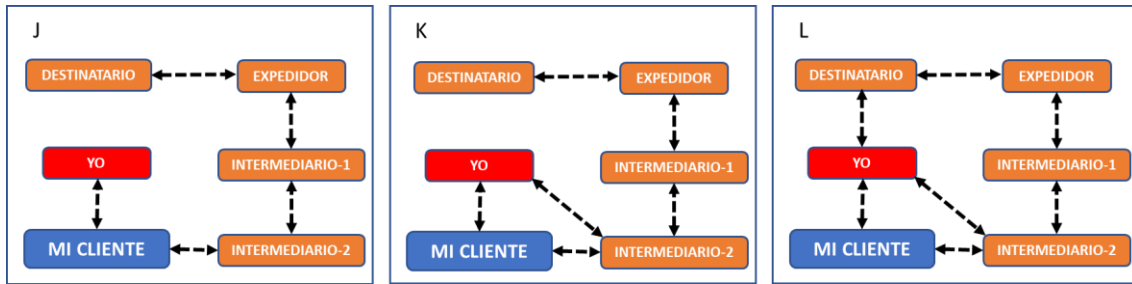 J
DESTINATARIO
EXPEDIDOR
YO
INTERMEDIARIO-1
MI CLIENTE
INTERMEDIARIO-2
K
DESTINATARIO
EXPEDIDOR
YO
INTERMEDIARIO-1
MI CLIENTE
INTERMEDIARIO-2
L
DESTINATARIO
EXPEDIDOR
YO
INTERMEDIARIO-1
MI CLIENTE
INTERMEDIARIO-2